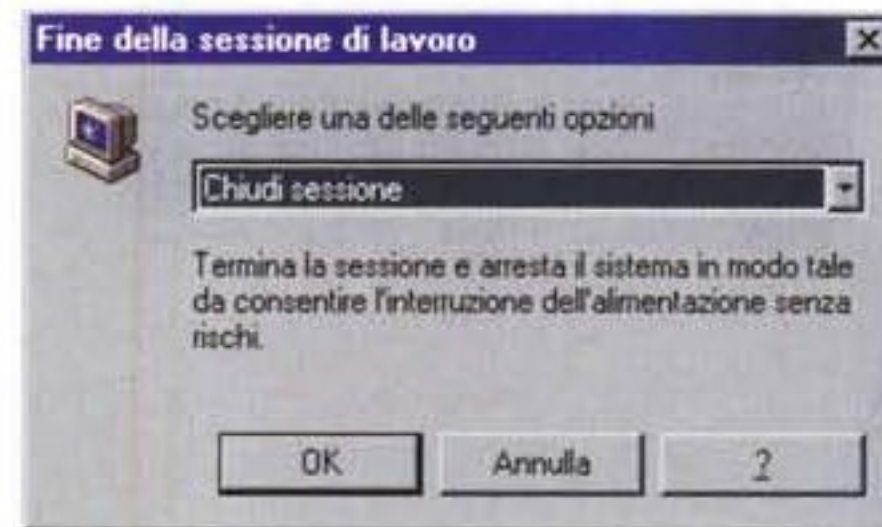 Fine della sessione di lavoro
Scegliere una delle seguenti opzioni
Chiudi sessione
Termina la sessione e arresta il sistema in modo tale
da consentire l'interruzione dell'alimentazione senza
rischi.
OK Annulla ?